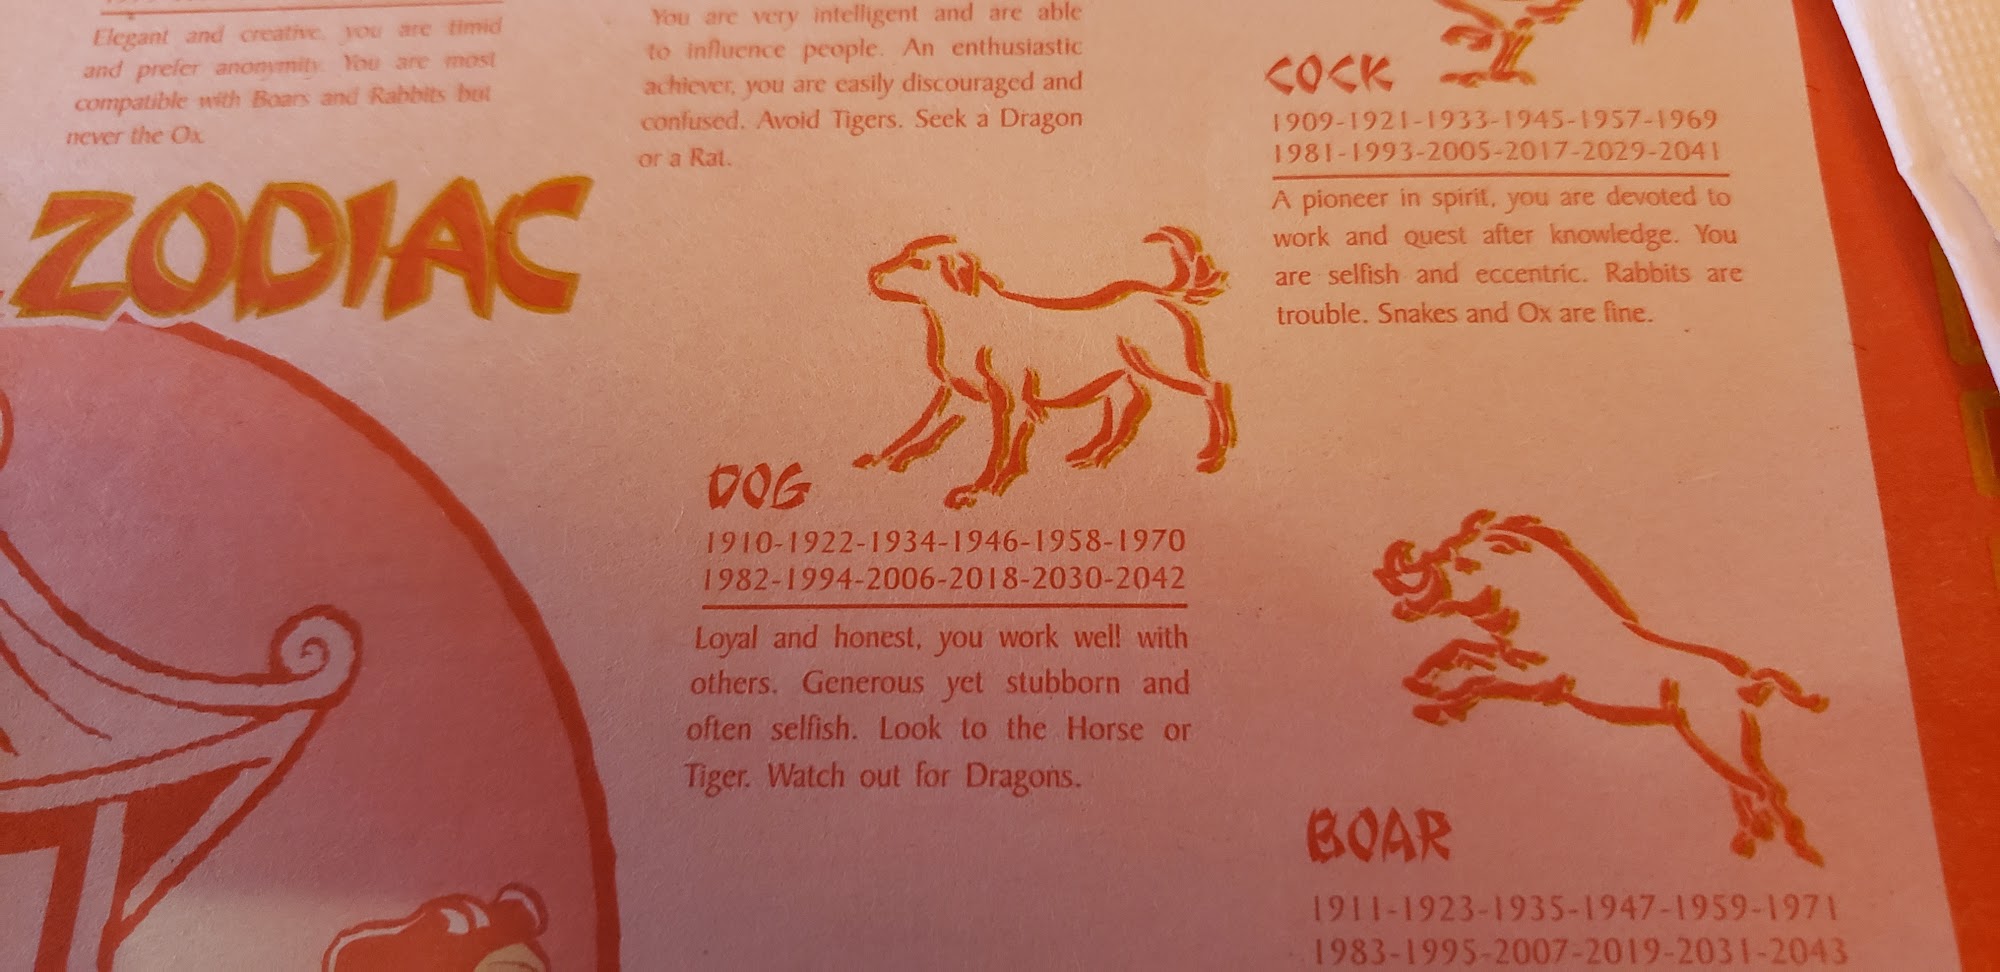 Elegant and creative, you are timid
and prefer anonymity. You are most
compatible with Boars and Rabbits but
never the Ox.
ZODIAC
You are very intelligent and are able
to influence people. An enthusiastic
achiever, you are easily discouraged and
confused. Avoid Tigers. Seek a Dragon
or a Rat.
DOG
1910-1922-1934-1946-1958-1970
1982-1994-2006-2018-2030-2042
Loyal and honest, you work well with
others. Generous yet stubborn and
often selfish. Look to the Horse or
Tiger. Watch out for Dragons.
COCK
1909-1921-1933-1945-1957-1969
1981-1993-2005-2017-2029-2041
A pioneer in spirit, you are devoted to
work and quest after knowledge. You
are selfish and eccentric. Rabbits are
trouble. Snakes and Ox are fine.
BOAR
1911-1923-1935-1947-1959-1971
1983-1995-2007-2019-2031-2043